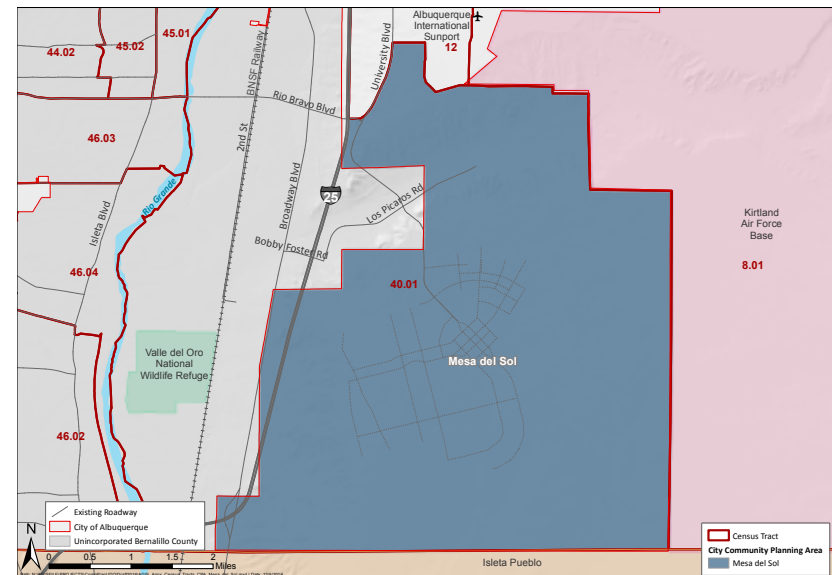 45.01
45.02
44.02
BNSF Railway
University Blvd
Albuquerque
International
Sunport
12
Rio Bravo Blvd
46.03
2nd St
Broadway Blvd
25
Rio Grande
Isleta Blvd
Los Picaros Rd
Bobby Foster Rd
Kirtland
Air Force
Base
8.01
46.04
40.01
Valle del Oro
National
Wildlife Refuge
Mesa del Sol
46.02
Existing Roadway
City of Albuquerque
Unincorporated Bernalillo County
N
0 0.5 1 1.5 2
Miles
Isleta Pueblo
Census Tract
City Community Planning Area
Mesa del Sol